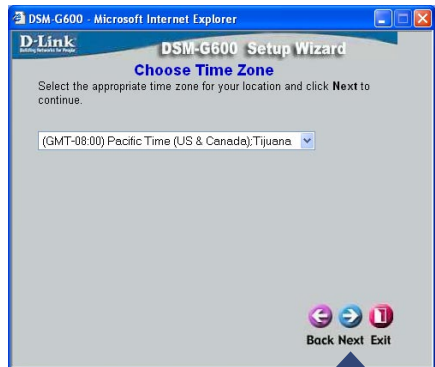 DSM-G600 - Microsoft Internet Explorer
D-Link
Building Networks for People
DSM-G600 Setup Wizard
Choose Time Zone
Select the appropriate time zone for your location and click Next to
continue.
(GMT-08:00) Pacific Time (US & Canada);Tijuana
Back Next Exit